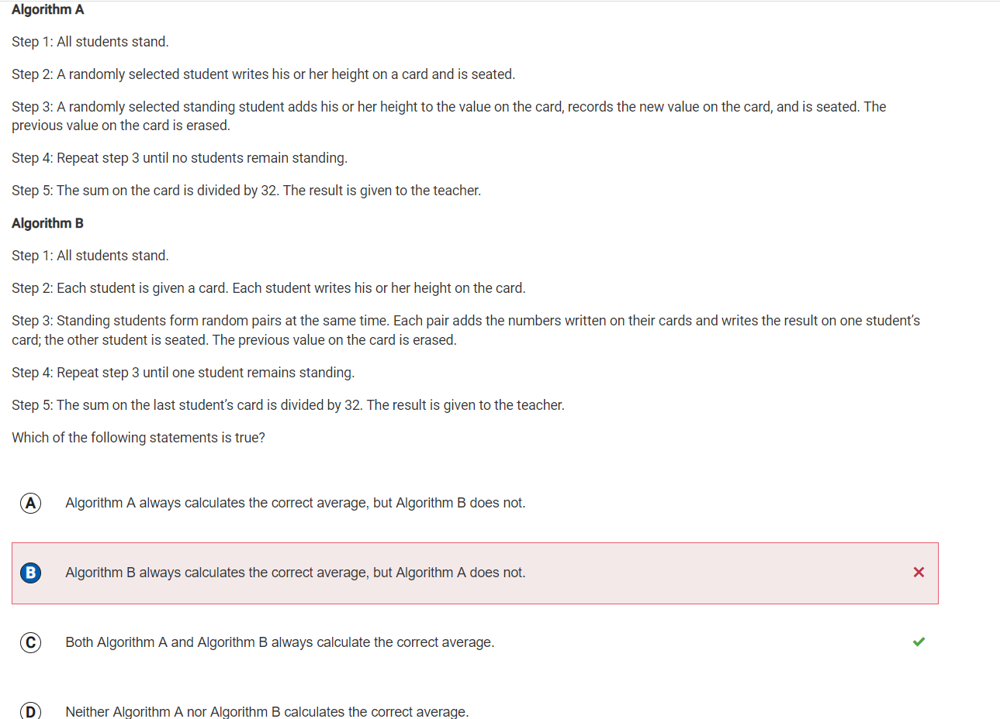 Algorithm A
Step 1: All students stand.
Step 2: A randomly selected student writes his or her height on a card and is seated.
Step 3: A randomly selected standing student adds his or her height to the value on the card, records the new value on the card, and is seated. The
previous value on the card is erased.
Step 4: Repeat step 3 until no students remain standing.
Step 5: The sum on the card is divided by 32. The result is given to the teacher.
Algorithm B
Step 1: All students stand.
Step 2: Each student is given a card. Each student writes his or her height on the card.
Step 3: Standing students form random pairs at the same time. Each pair adds the numbers written on their cards and writes the result on one student’s
card; the other student is seated. The previous value on the card is erased.
Step 4: Repeat step 3 until one student remains standing.
Step 5: The sum on the last student’s card is divided by 32. The result is given to the teacher.
Which of the following statements is true?
A Algorithm A always calculates the correct average, but Algorithm B does not.
B Algorithm B always calculates the correct average, but Algorithm A does not.
C Both Algorithm A and Algorithm B always calculate the correct average.
D Neither Algorithm A nor Algorithm B calculates the correct average.